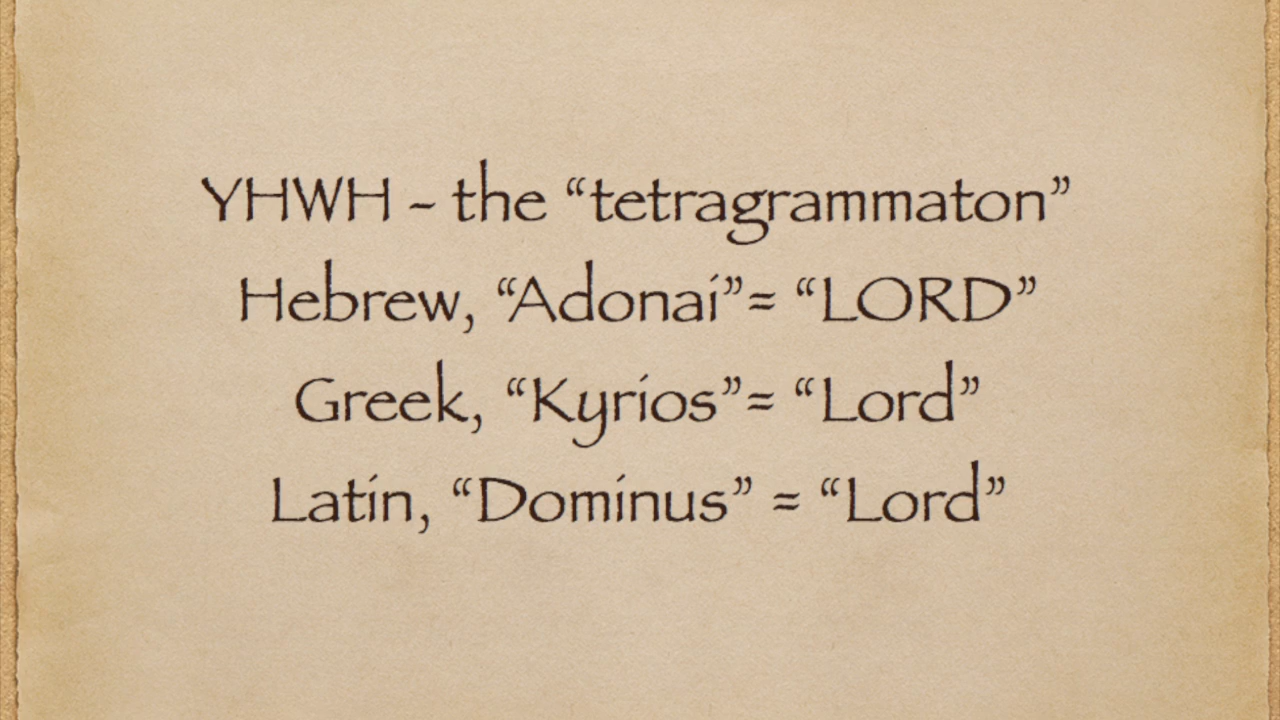 YHWH - the “tetragrammaton”
Hebrew, “Adonai”= “LORD”
Greek, “Kyrios”= “Lord”
Latin, “Dominus” = “Lord”